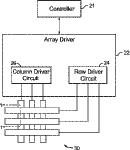 Controller
21
Array Driver
22
26
Column Driver
Circuit
24
Row Driver
Circuit
30